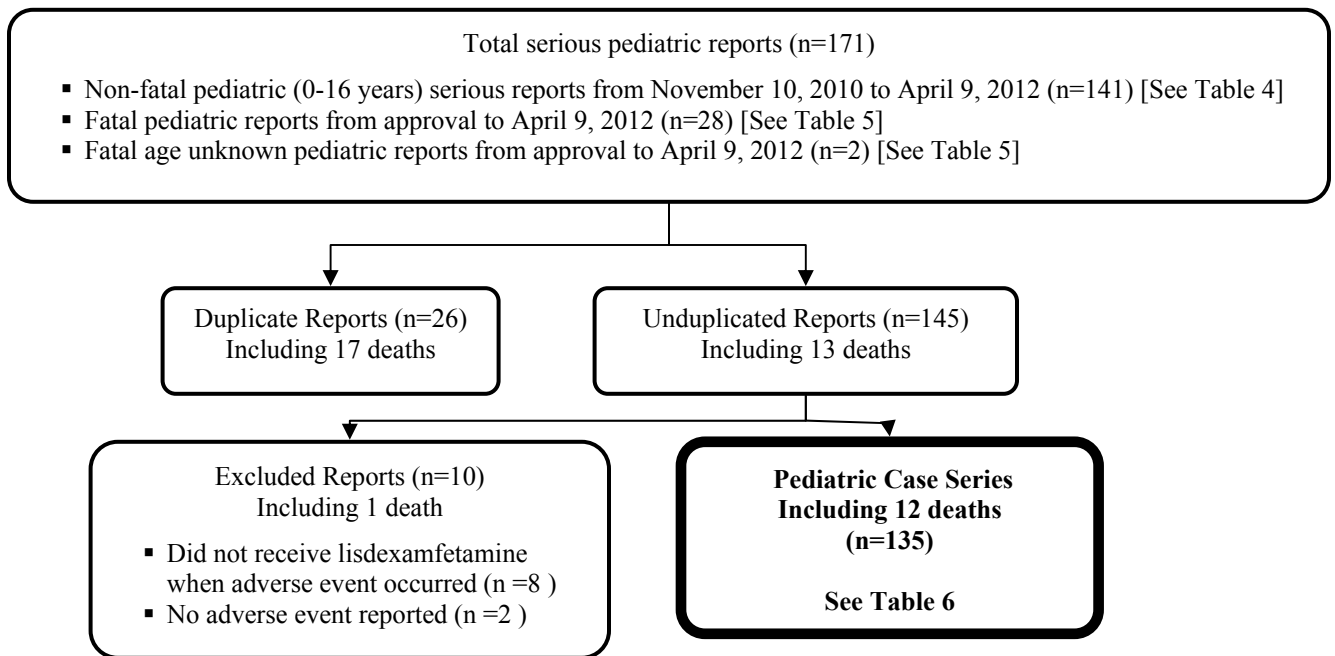 Total serious pediatric reports (n=171)
▪ Non-fatal pediatric (0-16 years) serious reports from November 10, 2010 to April 9, 2012 (n=141) [See Table 4]
▪ Fatal pediatric reports from approval to April 9, 2012 (n=28) [See Table 5]
▪ Fatal age unknown pediatric reports from approval to April 9, 2012 (n=2) [See Table 5]
Duplicate Reports (n=26)
Including 17 deaths
Unduplicated Reports (n=145)
Including 13 deaths
Excluded Reports (n=10)
Including 1 death
▪ Did not receive lisdexamfetamine
when adverse event occurred (n =8 )
▪ No adverse event reported (n =2 )
Pediatric Case Series
Including 12 deaths
(n=135)
See Table 6